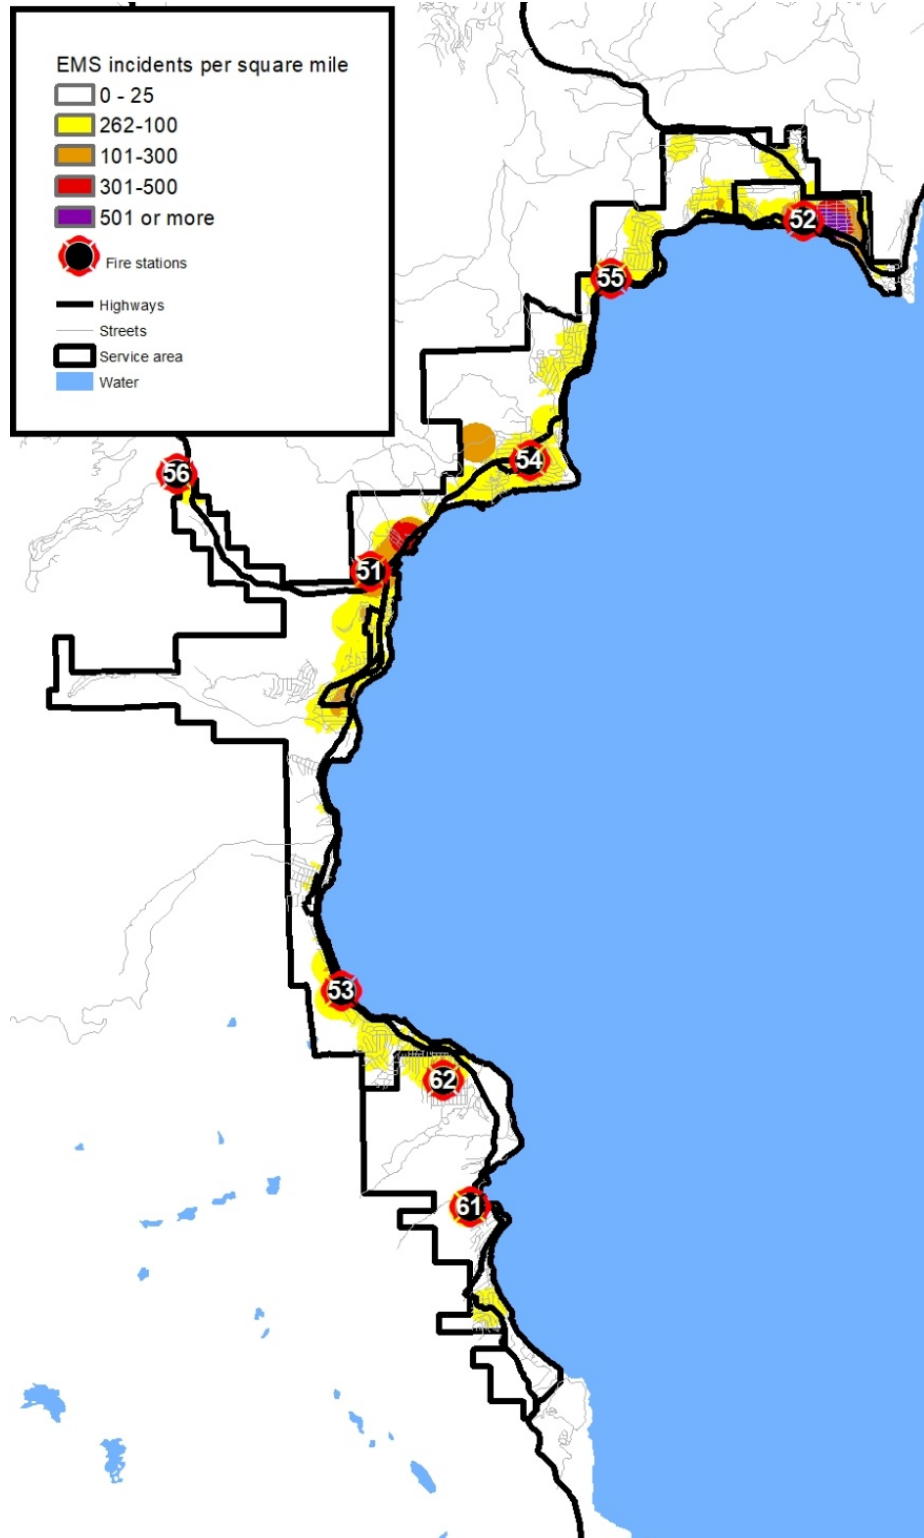 EMS incidents per square mile
0 - 25
262-100
101-300
301-500
501 or more
Fire stations
Highways
Streets
Service area
Water
52
55
54
56
51
53
62
61